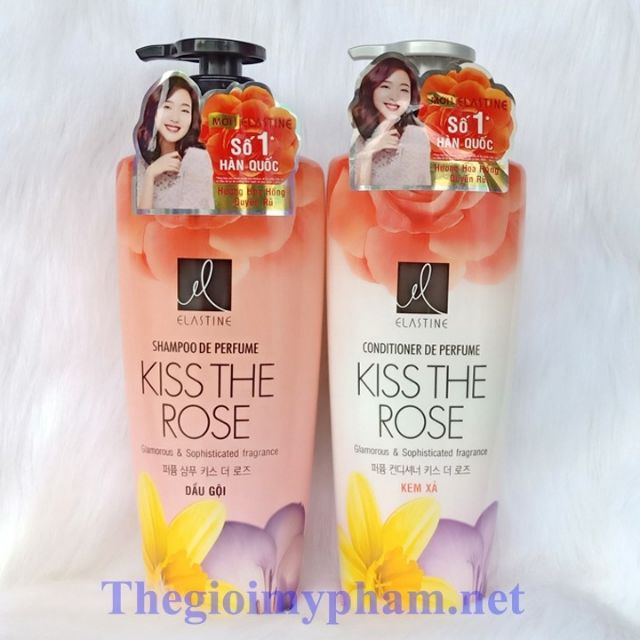 MỚI! ELASTINE
Số 1*
HÀN QUỐC
Hương Hoa Hồng
Quyến Rũ
el
ELASTINE
SHAMPOO DE PERFUME
KISS THE
ROSE
Glamorous & Sophisticated fragrance
퍼퓸 샴푸 키스 더 로즈
DẦU GỘI
MỚI! ELASTINE
Số 1*
HÀN QUỐC
Hương Hoa Hồng
Quyến Rũ
el
ELASTINE
CONDITIONER DE PERFUME
KISS THE
ROSE
Glamorous & Sophisticated fragrance
퍼퓸 컨디셔너 키스 더 로즈
KEM XẢ
Thegioimypham.net